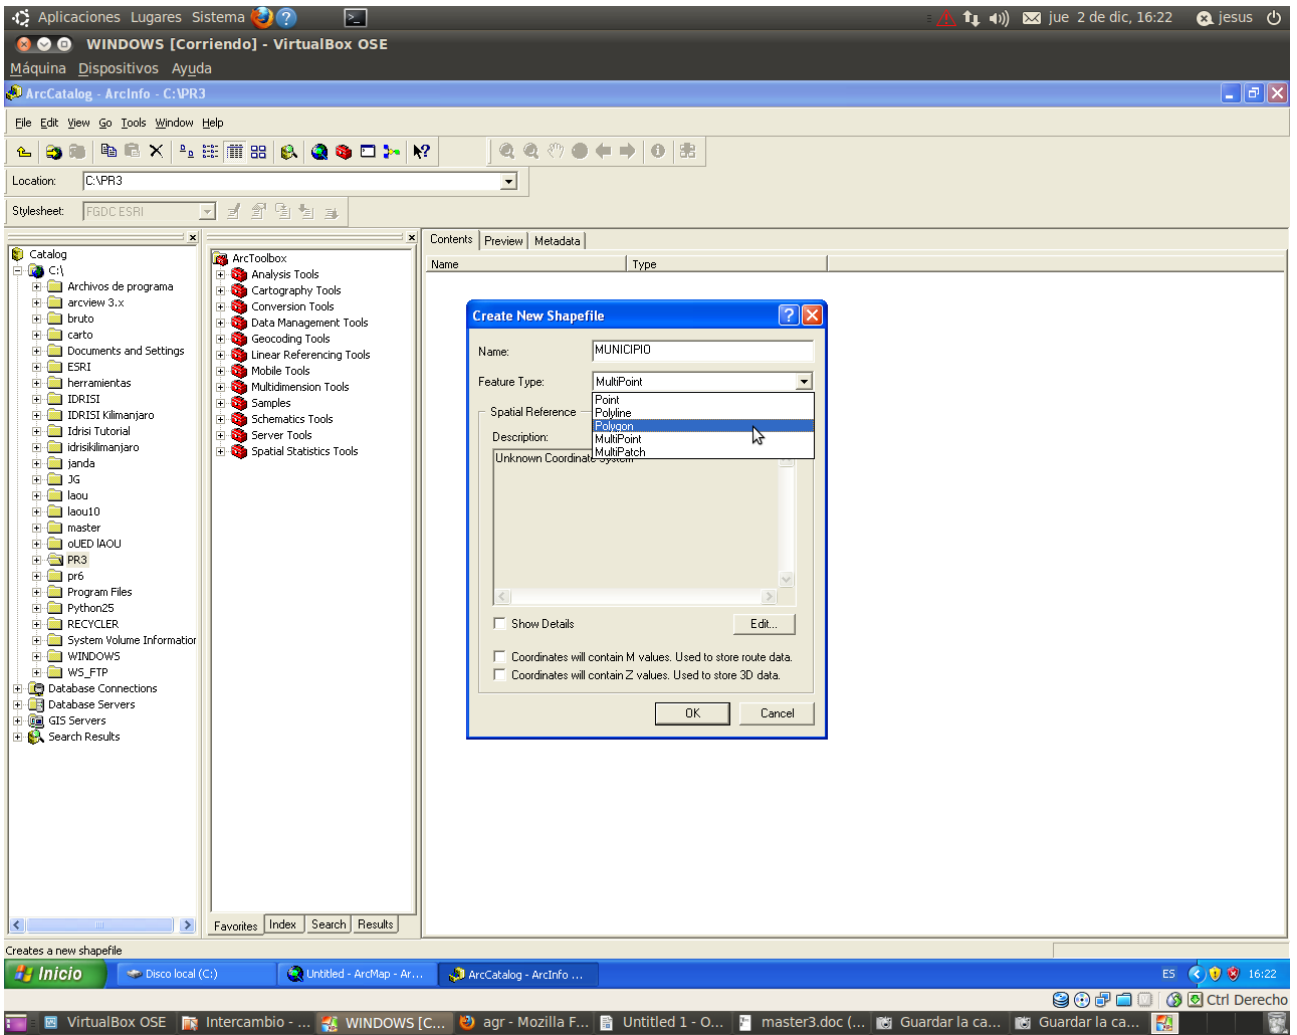 Aplicaciones Lugares Sistema
jue 2 de dic, 16:22
jesus
WINDOWS [Corriendo] - VirtualBox OSE
Máquina Dispositivos Ayuda
ArcCatalog - ArcInfo - C:\PR3
File Edit View Go Tools Window Help
Location: C:\PR3
Stylesheet: FGDC ESRI
Catalog
C:\
Archivos de programa
arcview 3.x
bruto
carto
Documents and Settings
ESRI
herramientas
IDRISI
IDRISI Kilimanjaro
Idrisi Tutorial
idrisikilimanjaro
janda
JG
laou
laou10
master
oUED lAOU
PR3
pr6
Program Files
Python25
RECYCLER
System Volume Information
WINDOWS
WS_FTP
Database Connections
Database Servers
GIS Servers
Search Results
ArcToolbox
Analysis Tools
Cartography Tools
Conversion Tools
Data Management Tools
Geocoding Tools
Linear Referencing Tools
Mobile Tools
Multidimension Tools
Samples
Schematics Tools
Server Tools
Spatial Statistics Tools
Favorites Index Search Results
Contents Preview Metadata
Name Type
Create New Shapefile
Name: MUNICIPIO
Feature Type: MultiPoint
Point
Polyline
Polygon
MultiPoint
MultiPatch
Spatial Reference
Description:
Unknown Coordinate System
Show Details
Edit...
Coordinates will contain M values. Used to store route data.
Coordinates will contain Z values. Used to store 3D data.
OK Cancel
Creates a new shapefile
Inicio
Disco local (C:)
Untitled - ArcMap - Ar...
ArcCatalog - ArcInfo ...
ES 16:22
Ctrl Derecho
VirtualBox OSE
Intercambio - ...
WINDOWS [C...
agr - Mozilla F...
Untitled 1 - O...
master3.doc (...
Guardar la ca...
Guardar la ca...